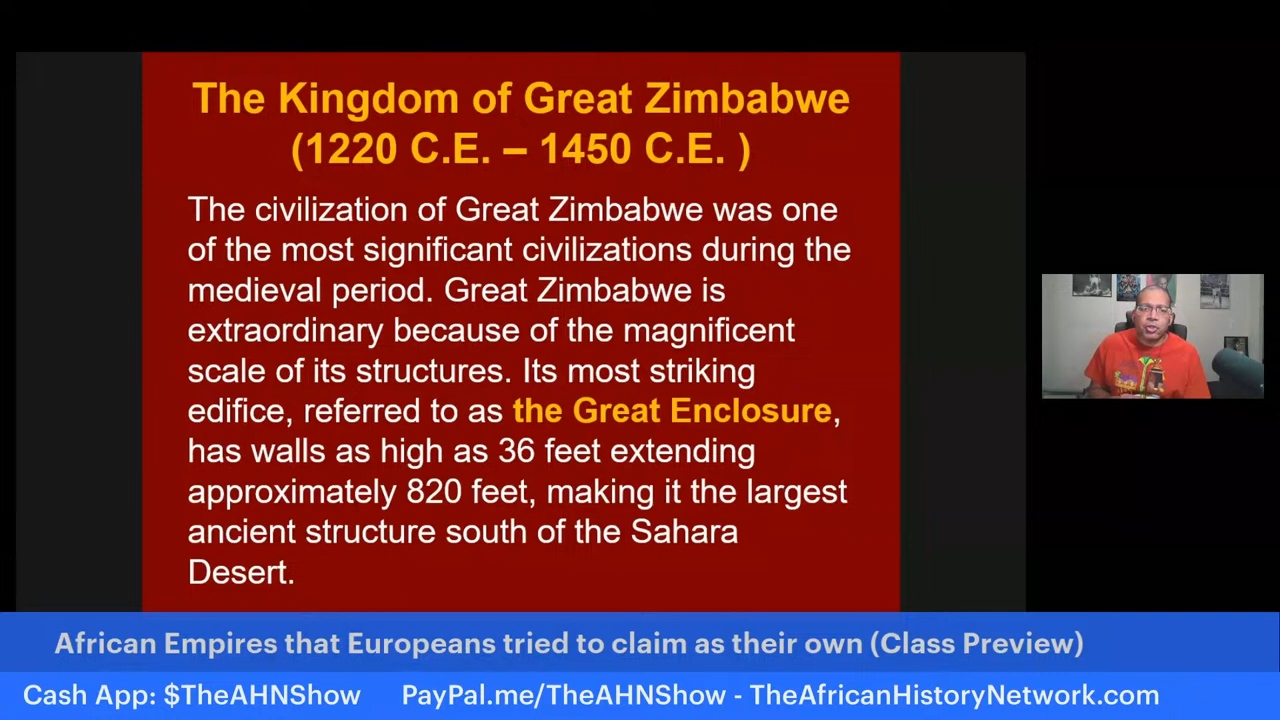 The Kingdom of Great Zimbabwe
(1220 C.E. – 1450 C.E. )
The civilization of Great Zimbabwe was one
of the most significant civilizations during the
medieval period. Great Zimbabwe is
extraordinary because of the magnificent
scale of its structures. Its most striking
edifice, referred to as the Great Enclosure,
has walls as high as 36 feet extending
approximately 820 feet, making it the largest
ancient structure south of the Sahara
Desert.
African Empires that Europeans tried to claim as their own (Class Preview)
Cash App: $TheAHNShow PayPal.me/TheAHNShow - TheAfricanHistoryNetwork.com